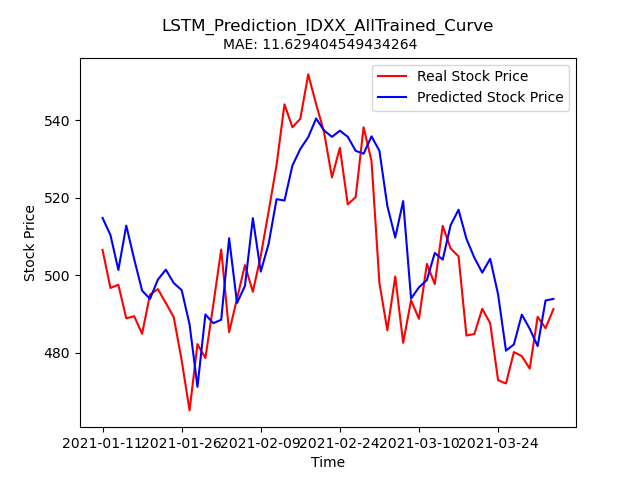 LSTM_Prediction_IDXX_AllTrained_Curve
MAE: 11.629404549434264
Real Stock Price
Predicted Stock Price
540
520
500
480
Stock Price
2021-01-11
2021-01-26
2021-02-09
2021-02-24
2021-03-10
2021-03-24
Time